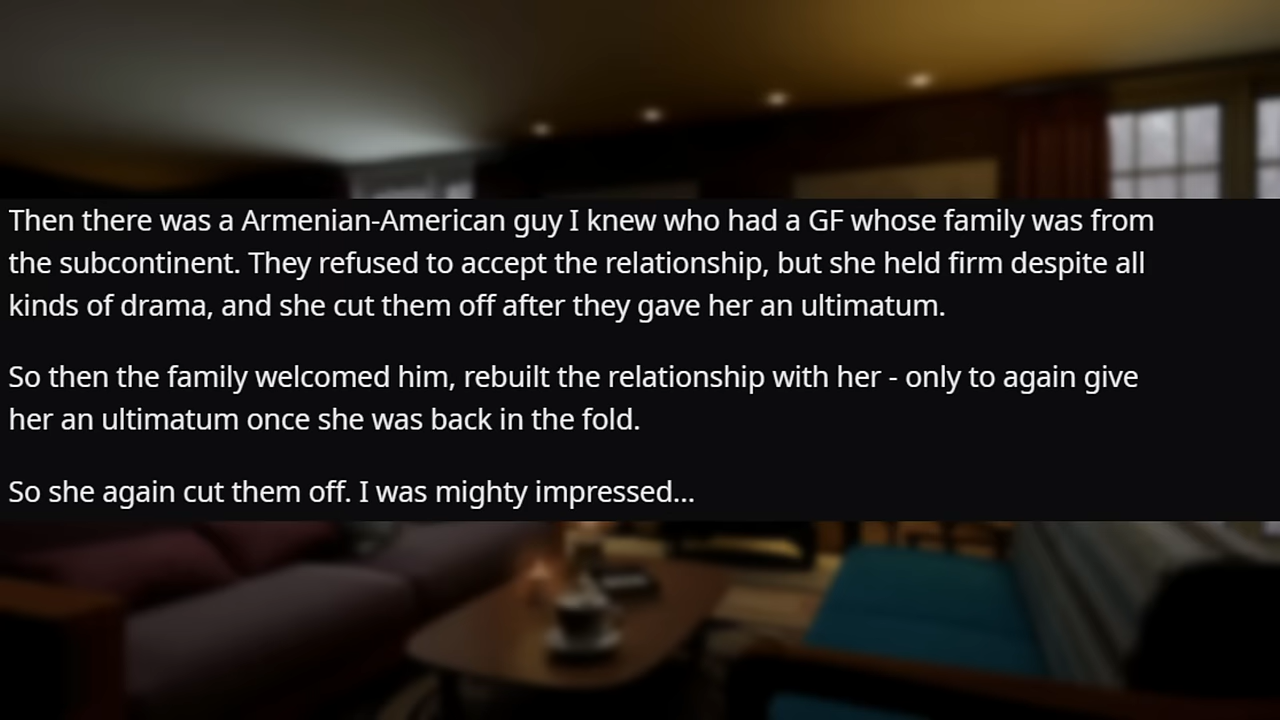 Then there was a Armenian-American guy I knew who had a GF whose family was from
the subcontinent. They refused to accept the relationship, but she held firm despite all
kinds of drama, and she cut them off after they gave her an ultimatum.
So then the family welcomed him, rebuilt the relationship with her - only to again give
her an ultimatum once she was back in the fold.
So she again cut them off. I was mighty impressed...